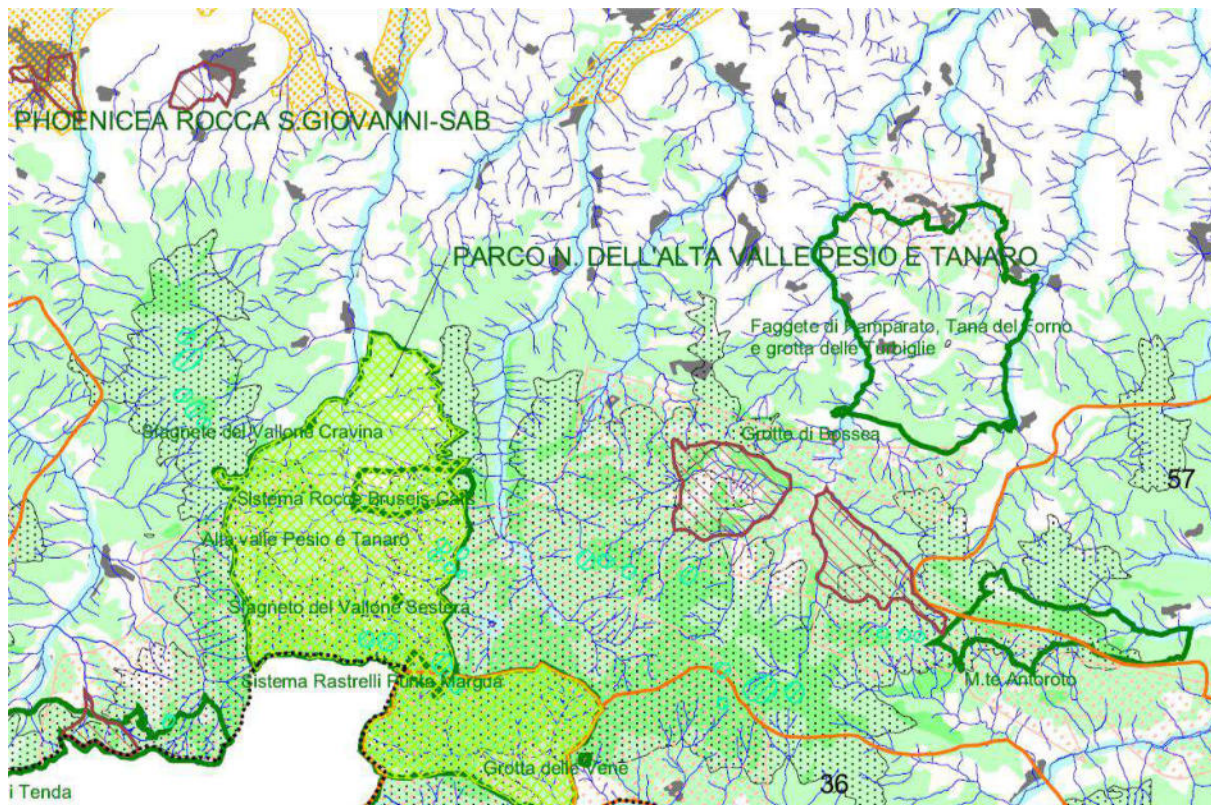 PHOENICEA ROCCA S.GIOVANNI-SAB
PARCO N. DELL'ALTA VALLE PESIO E TANARO
Faggete di Pamparato, Tana del Forno
e grotta delle Turbiglie
Stagnete del Vallone Cravina
Grotte di Bossea
57
Sistema Rocca Bruseis-Cars
Alta valle Pesio e Tanaro
Stagneto del Vallone Sestera
Sistema Rastrelli Punta Marguà
M.te Antoroto
Grotta delle Vene
36
i Tenda